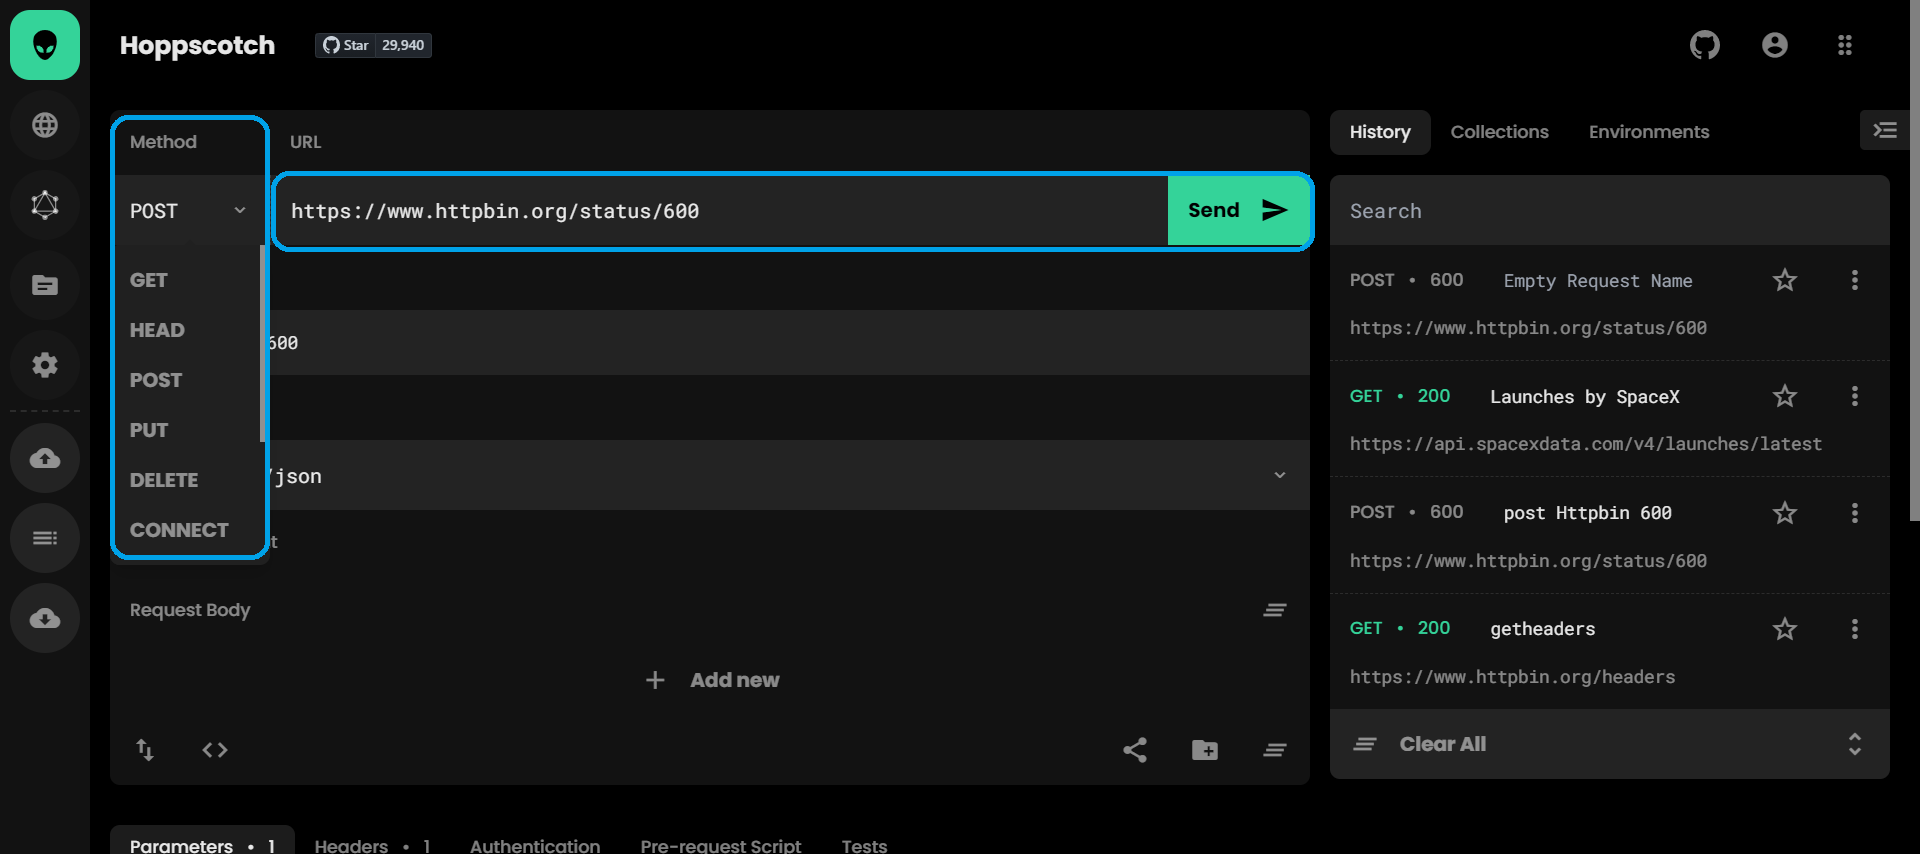 Hoppscotch
Star 29,940
Method URL
POST https://www.httpbin.org/status/600 Send
GET
HEAD
POST
PUT
DELETE
CONNECT
600
/json
t
Request Body
Add new
History Collections Environments
Search
POST • 600 Empty Request Name
https://www.httpbin.org/status/600
GET • 200 Launches by SpaceX
https://api.spacexdata.com/v4/launches/latest
POST • 600 post Httpbin 600
https://www.httpbin.org/status/600
GET • 200 getheaders
https://www.httpbin.org/headers
Clear All
Parameters • 1 Headers • 1 Authentication Pre-request Script Tests